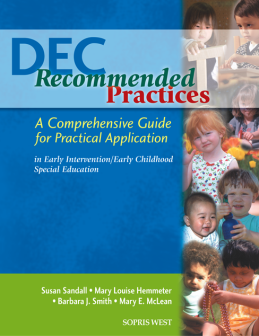 DEC
Recommended
Practices
A Comprehensive Guide
for Practical Application
in Early Intervention/Early Childhood
Special Education
Susan Sandall • Mary Louise Hemmeter
• Barbara J. Smith • Mary E. McLean
SOPRIS WEST